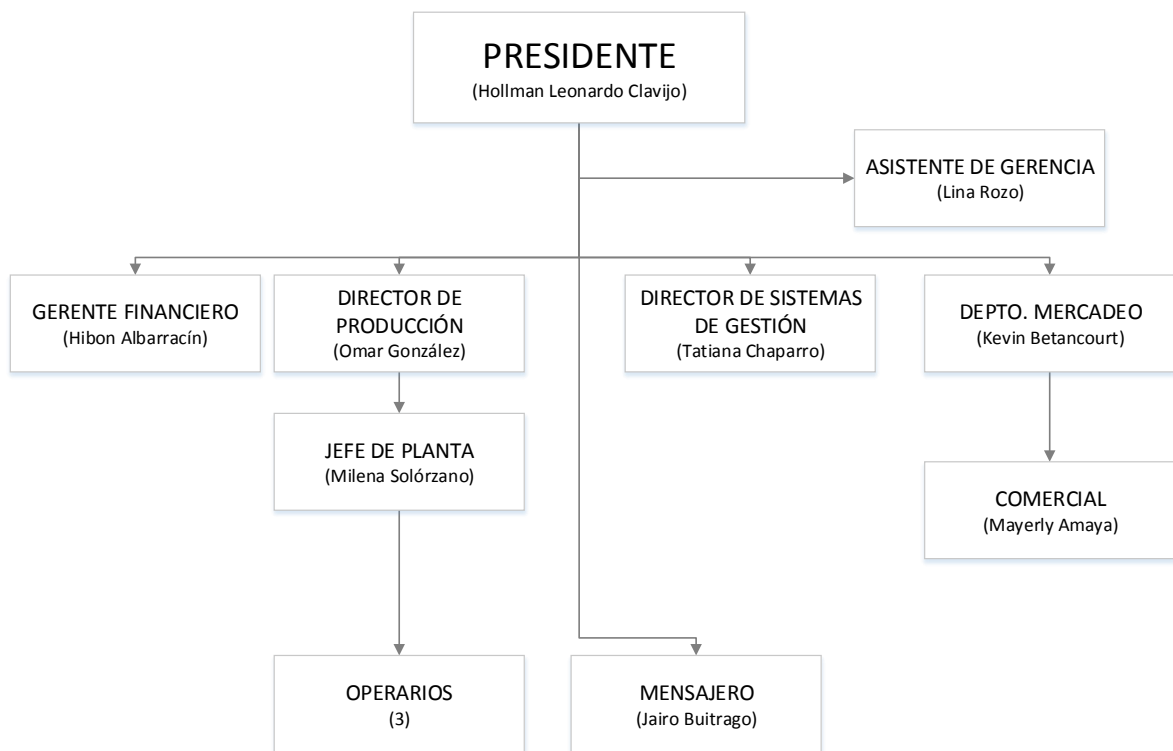 PRESIDENTE
(Hollman Leonardo Clavijo)
ASISTENTE DE GERENCIA
(Lina Rozo)
GERENTE FINANCIERO
(Hibon Albarracín)
DIRECTOR DE
PRODUCCIÓN
(Omar González)
DIRECTOR DE SISTEMAS
DE GESTIÓN
(Tatiana Chaparro)
DEPTO. MERCADEO
(Kevin Betancourt)
JEFE DE PLANTA
(Milena Solórzano)
COMERCIAL
(Mayerly Amaya)
OPERARIOS
(3)
MENSAJERO
(Jairo Buitrago)